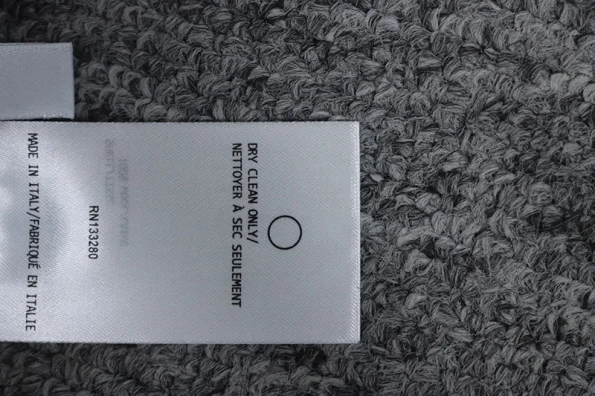 DRY CLEAN ONLY/
NETTOYER À SEC SEULEMENT
RN133280
MADE IN ITALY/FABRIQUÉ EN ITALIE